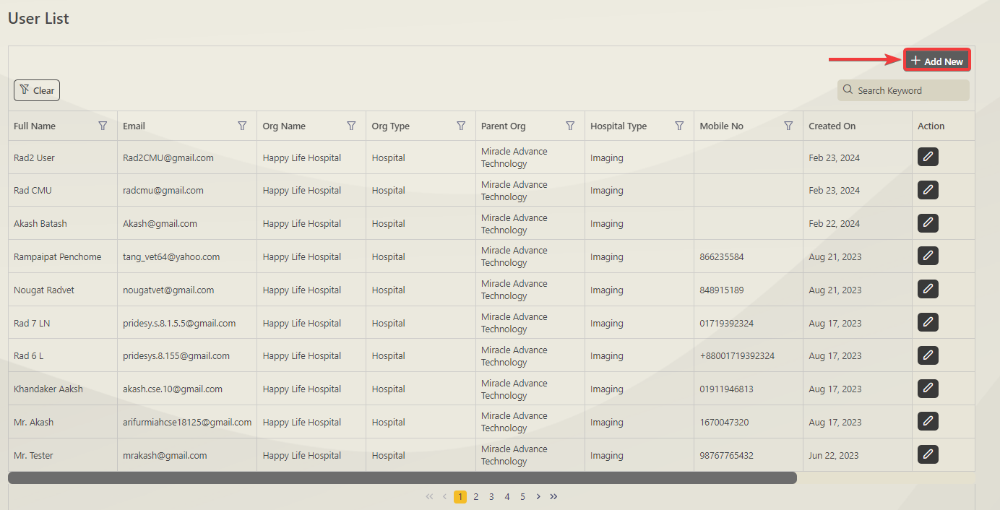 User List
+ Add New
Clear
Search Keyword
Full Name Email Org Name Org Type Parent Org Hospital Type Mobile No Created On Action
Rad2 User Rad2CMU@gmail.com Happy Life Hospital Hospital Miracle Advance Technology Imaging Feb 23, 2024
Rad CMU radcmu@gmail.com Happy Life Hospital Hospital Miracle Advance Technology Imaging Feb 23, 2024
Akash Batash Akash@gmail.com Happy Life Hospital Hospital Miracle Advance Technology Imaging Feb 22, 2024
Rampaipat Penchome tang_vet64@yahoo.com Happy Life Hospital Hospital Miracle Advance Technology Imaging 866235584 Aug 21, 2023
Nougat Radvet nougatvet@gmail.com Happy Life Hospital Hospital Miracle Advance Technology Imaging 848915189 Aug 21, 2023
Rad 7 LN pridesy.s.8.1.5.5@gmail.com Happy Life Hospital Hospital Miracle Advance Technology Imaging 01719392324 Aug 17, 2023
Rad 6 L pridesys.8.155@gmail.com Happy Life Hospital Hospital Miracle Advance Technology Imaging +88001719392324 Aug 17, 2023
Khandaker Aaksh akash.cse.10@gmail.com Happy Life Hospital Hospital Miracle Advance Technology Imaging 01911946813 Aug 17, 2023
Mr. Akash arifurmiahcse18125@gmail.com Happy Life Hospital Hospital Miracle Advance Technology Imaging 1670047320 Aug 17, 2023
Mr. Tester mrakash@gmail.com Happy Life Hospital Hospital Miracle Advance Technology Imaging 98767765432 Jun 22, 2023
« ‹ 1 2 3 4 5 › »